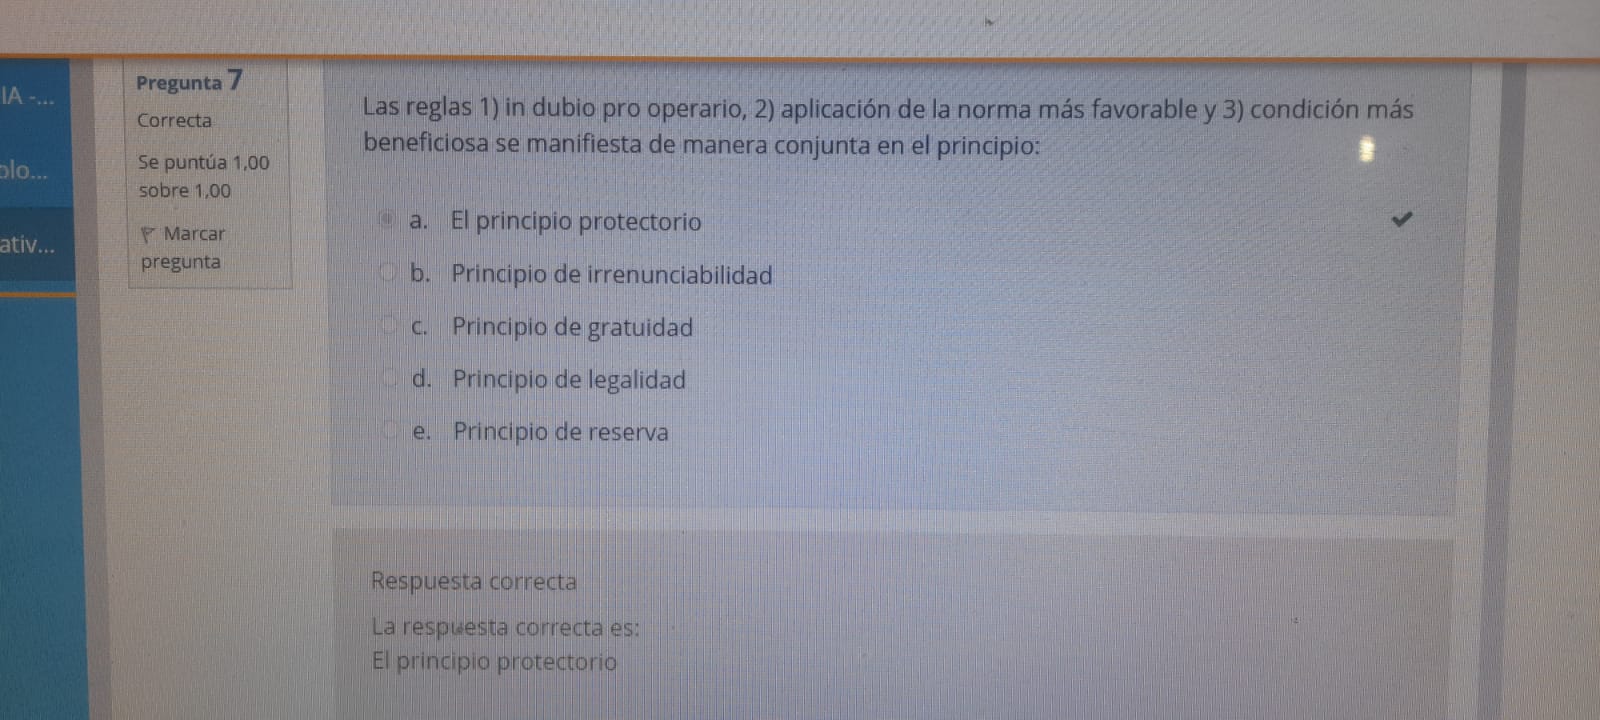 IA -...
ativ...
Pregunta 7
Correcta
Se puntúa 1,00
sobre 1,00
Marcar
pregunta
Las reglas 1) in dubio pro operario, 2) aplicación de la norma más favorable y 3) condición más
beneficiosa se manifiesta de manera conjunta en el principio:
a. El principio protectorio
b. Principio de irrenunciabilidad
c. Principio de gratuidad
d. Principio de legalidad
e. Principio de reserva
Respuesta correcta
La respuesta correcta es:
El principio protectorio